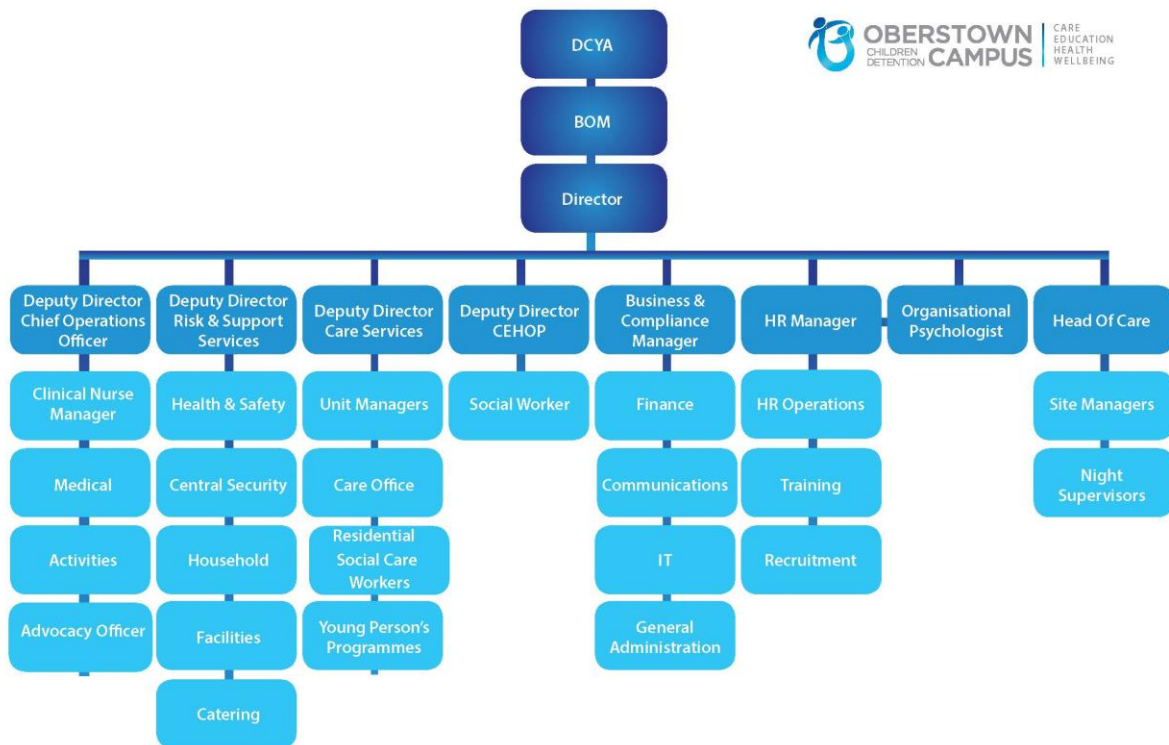 DCYA
OBERSTOWN
CHILDREN
DETENTION CAMPUS
CARE
EDUCATION
HEALTH
WELLBEING
BOM
Director
Deputy Director
Chief Operations
Officer
Deputy Director
Risk & Support
Services
Deputy Director
Care Services
Deputy Director
CEHOP
Business &
Compliance
Manager
HR Manager
Organisational
Psychologist
Head Of Care
Clinical Nurse
Manager
Health & Safety
Unit Managers
Social Worker
Finance
HR Operations
Site Managers
Medical
Central Security
Care Office
Communications
Training
Night
Supervisors
Activities
Household
Residential
Social Care
Workers
IT
Recruitment
Advocacy Officer
Facilities
Young Person's
Programmes
General
Administration
Catering